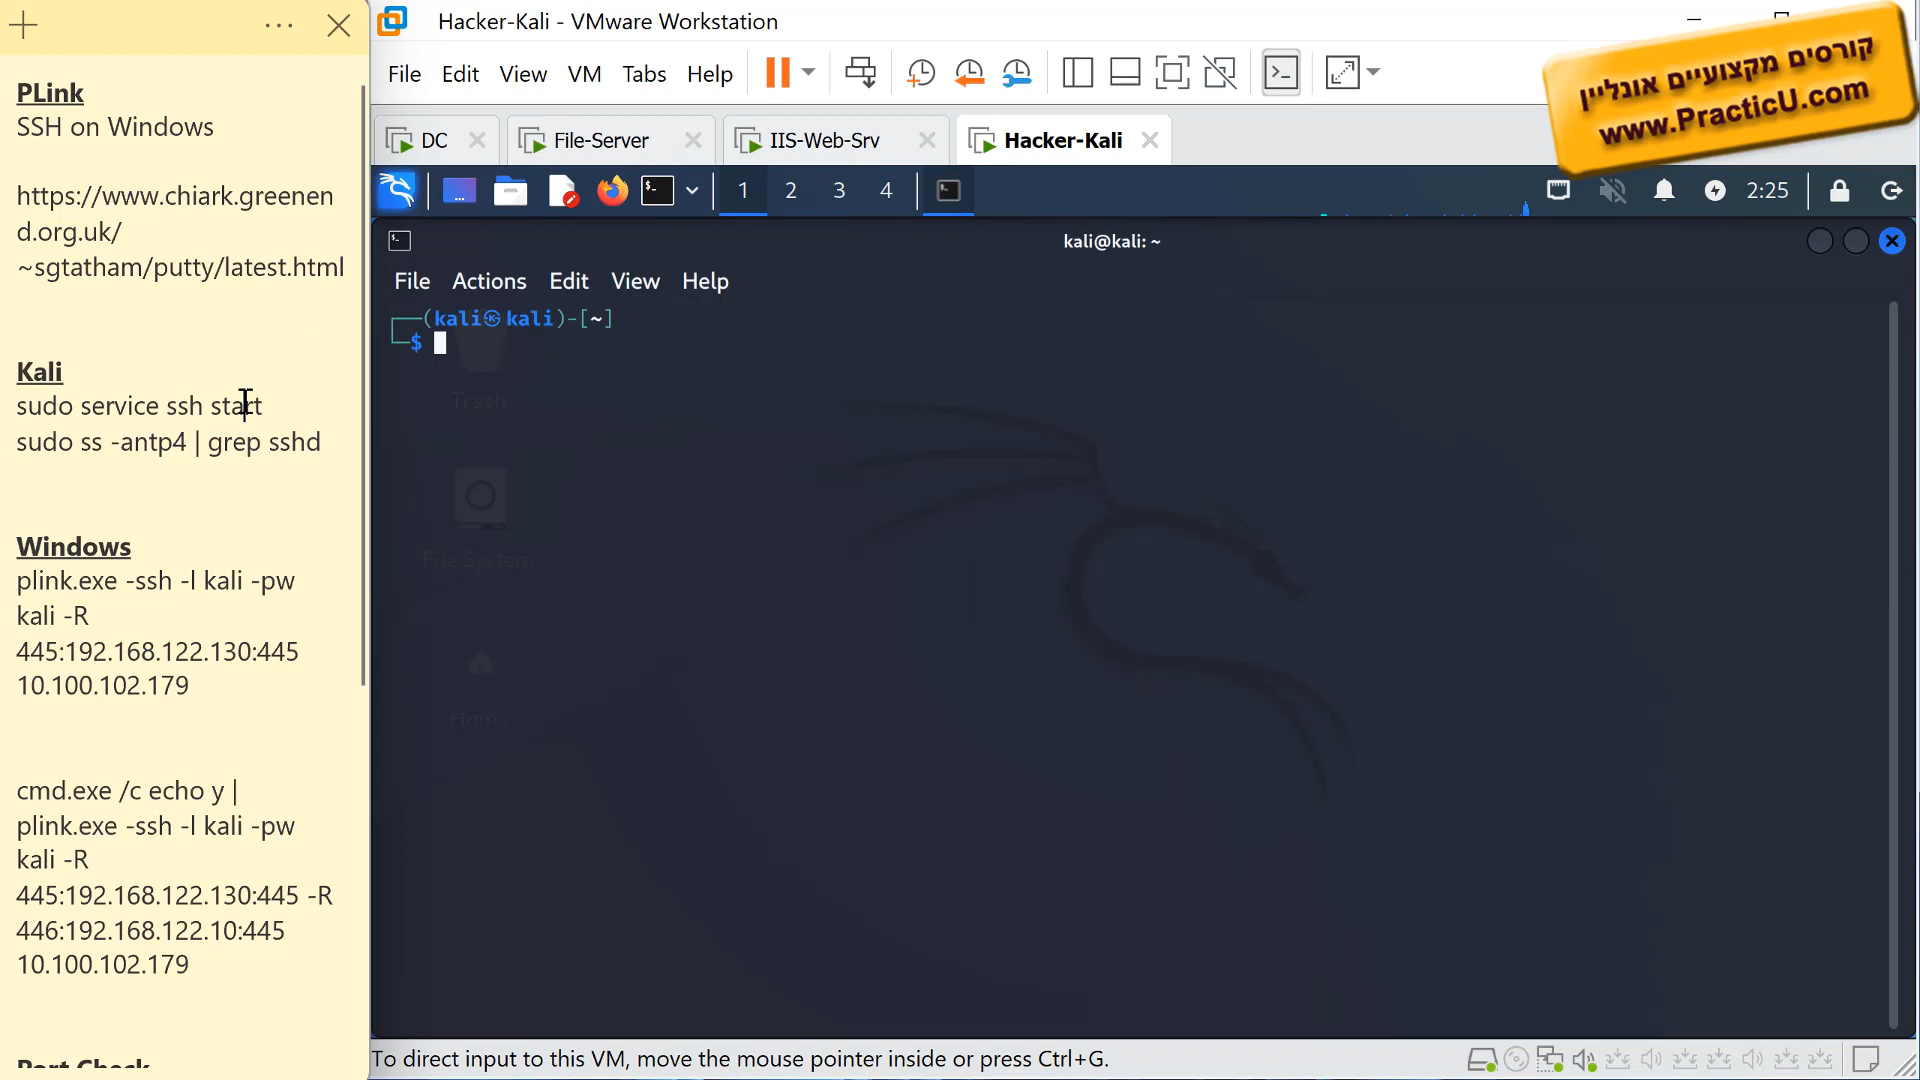 PLink
SSH on Windows
https://www.chiark.greenen
d.org.uk/
~sgtatham/putty/latest.html
Kali
sudo service ssh start
sudo ss -antp4 | grep sshd
Windows
plink.exe -ssh -l kali -pw
kali -R
445:192.168.122.130:445
10.100.102.179
cmd.exe /c echo y |
plink.exe -ssh -l kali -pw
kali -R
445:192.168.122.130:445 -R
446:192.168.122.10:445
10.100.102.179
Port Check
Hacker-Kali - VMware Workstation
File Edit View VM Tabs Help
קורסים מקצועיים אונליין
www.PracticU.com
DC File-Server IIS-Web-Srv Hacker-Kali
1 2 3 4 2:25
kali@kali: ~
File Actions Edit View Help
(kali㉿kali)-[~]
$
Trash
File System
Home
To direct input to this VM, move the mouse pointer inside or press Ctrl+G.